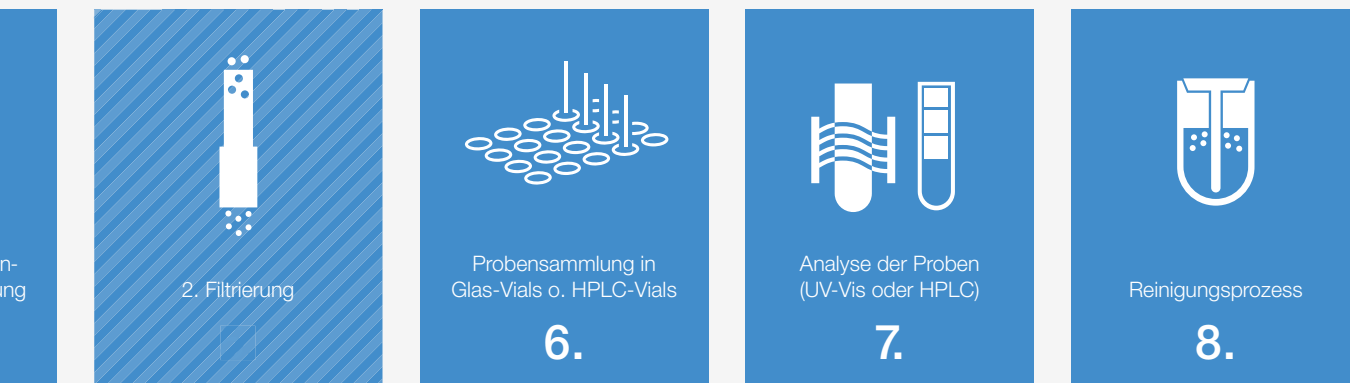 n-
ung
2. Filtrierung
Probensammlung in
Glas-Vials o. HPLC-Vials
6.
Analyse der Proben
(UV-Vis oder HPLC)
7.
Reinigungsprozess
8.